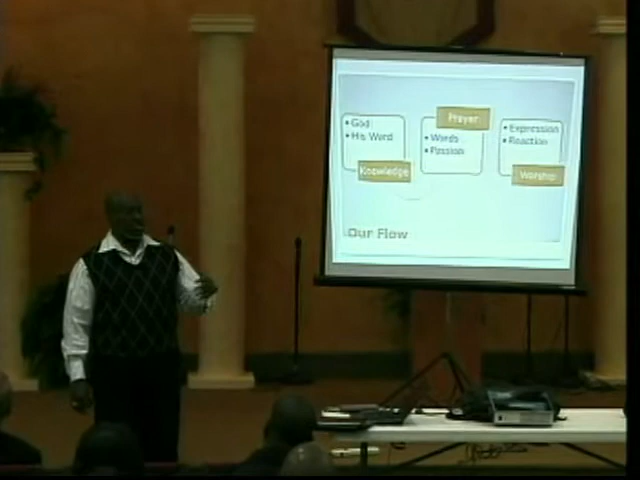 Prayer
• God
• His Word
Knowledge
• Words
• Passion
• Expression
• Reaction
Worship
Our Flow